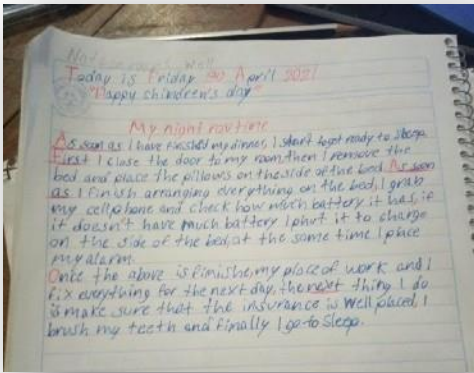 Today is Friday 30 April 2021
"Happy shindreen's day"
My night routine
As soon as I have finished my dinner, I start to get ready to sleep
First I close the door to my room, then I remove the
bed and place the pillows on the side of the bed. As soon
as I finish arranging everything on the bed, I grab
my cellphone and check how much battery it has, if
it doesn't have much battery I phut it to charge
on the side of the bed, at the same time I place
my alarm.
Once the above is finishe, my place of work and I
fix everything for the next day, the next thing I do
is make sure that the insurance is well placed, I
brush my teeth and finally I go to sleep.